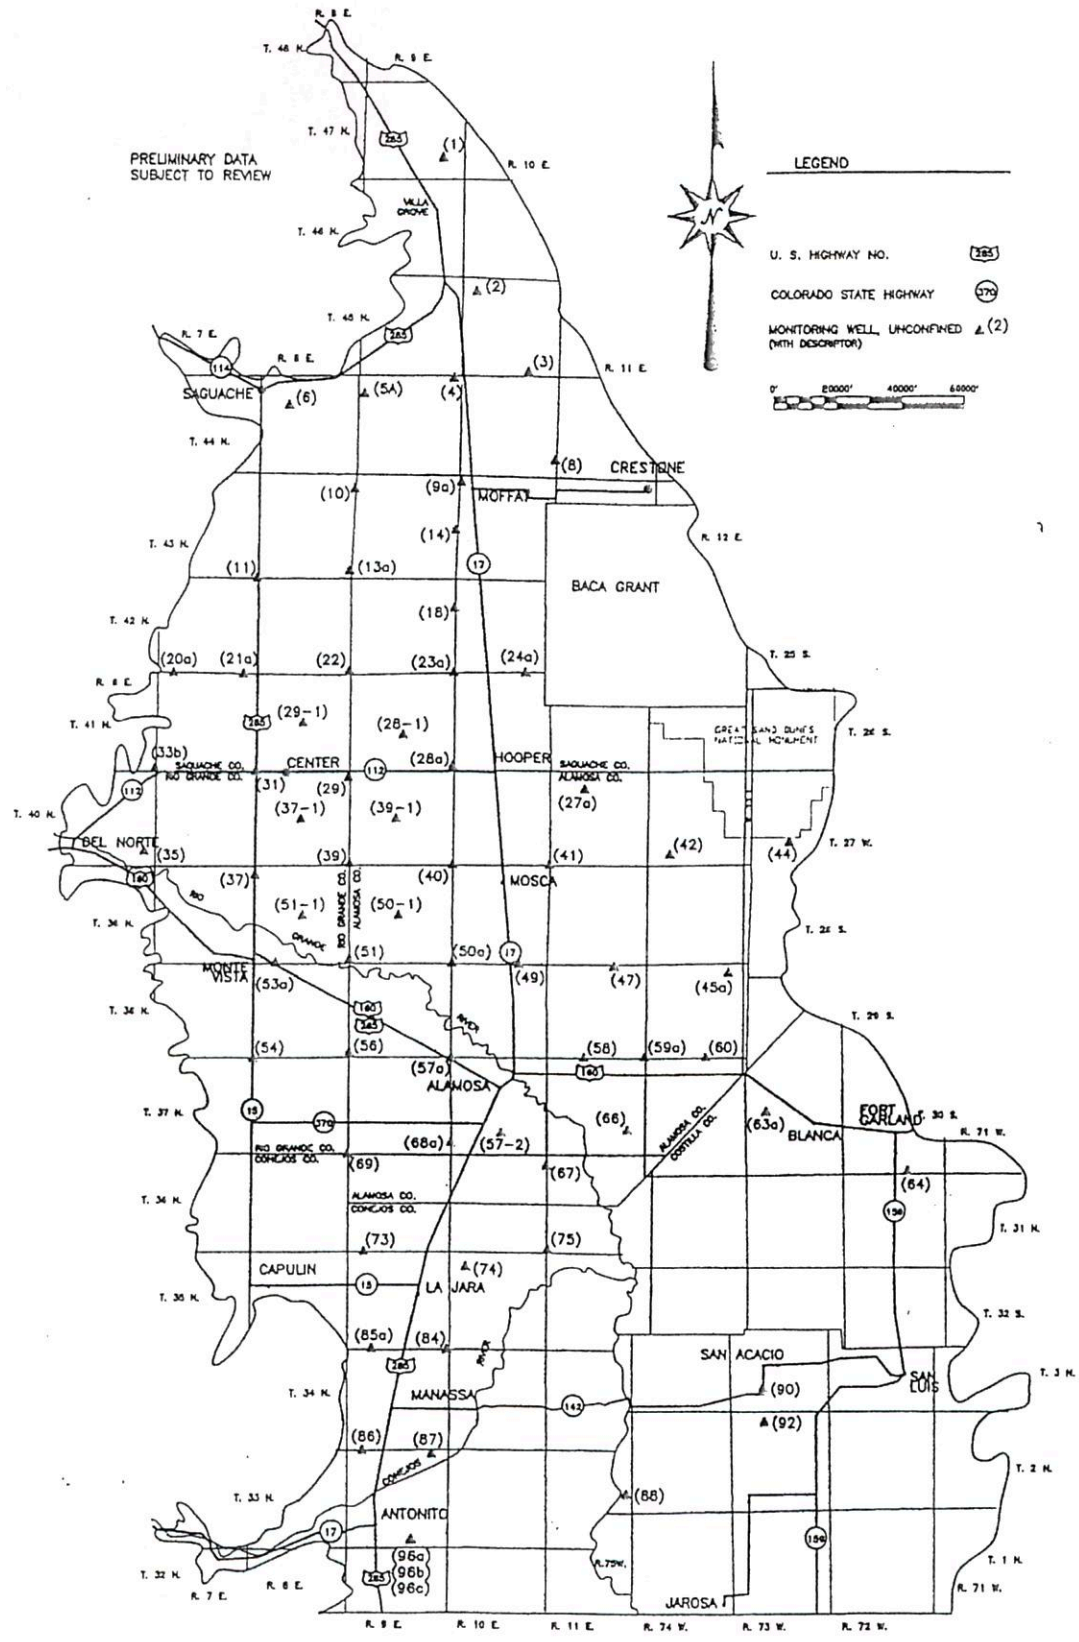 R. 8 E.
T. 48 N.
R. 9 E.
285
T. 47 N.
(1)
PRELIMINARY DATA
SUBJECT TO REVIEW
R. 10 E.
LEGEND
VILLA
GROVE
N
T. 46 N.
U. S. HIGHWAY NO. 285
(2)
COLORADO STATE HIGHWAY 370
T. 45 N.
285
MONITORING WELL, UNCONFINED (2)
(WITH DESCRIPTOR)
R. 7 E.
R. 8 E.
114
(3)
R. 11 E.
SAGUACHE
(6)
(5A)
(4)
0' 20000' 40000' 60000'
T. 44 N.
(8)
CRESTONE
(10)
(9a)
MOFFAT
(14)
R. 12 E.
T. 43 N.
(11)
(13a)
17
BACA GRANT
(18)
T. 42 N.
(20a) (21a) (22) (23a) (24a)
T. 25 S.
R. 6 E.
T. 41 N.
285
(29-1)
(28-1)
GREAT SAND DUNES
NATIONAL MONUMENT
T. 26 S.
(33b)
SAGUACHE CO.
RIO GRANDE CO.
CENTER
112
(28a)
HOOPER
SAGUACHE CO.
ALAMOSA CO.
112
(31)
(29)
(27a)
T. 40 N.
(37-1)
(39-1)
DEL NORTE
(35)
(39)
(41)
(42)
(44)
T. 27 W.
160
(37)
(40)
MOSCA
RIO
GRANDE
(51-1)
(50-1)
RIO GRANDE CO.
ALAMOSA CO.
MONTE
VISTA
(53a)
(51)
(50a)
17
(49)
(47)
(45a)
160
285
RIVER
T. 29 S.
(54)
(56)
(57a)
ALAMOSA
(58)
(59a)
(60)
160
T. 37 N.
15
370
(68a)
(57-2)
(66)
ALAMOSA CO.
COSTILLA CO.
(63a)
BLANCA
FORT
GARLAND
T. 30 S.
R. 71 W.
RIO GRANDE CO.
CONEJOS CO.
(69)
(67)
(64)
ALAMOSA CO.
CONEJOS CO.
159
(73)
(75)
CAPULIN
(74)
15
LA JARA
T. 32 S.
(85a)
(84)
285
RIVER
SAN ACACIO
SAN
LUIS
T. 3 N.
T. 34 N.
MANASSA
142
(90)
(92)
(86)
(87)
CONEJOS
T. 2 N.
T. 33 N.
(88)
ANTONITO
17
(96a)
(96b)
(96c)
159
T. 32 N.
R. 7 E.
R. 8 E.
285
R. 75W.
T. 1 N.
R. 71 W.
JAROSA
R. 9 E. R. 10 E. R. 11 E. R. 74 W. R. 73 W. R. 72 W.